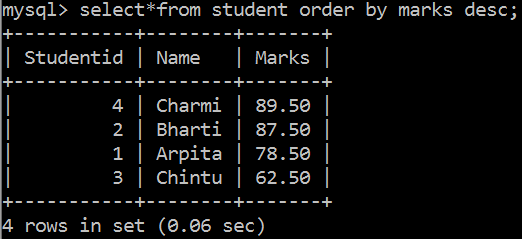 mysql> select*from student order by marks desc;
+-----------+---------+-------+
| Studentid | Name    | Marks |
+-----------+---------+-------+
|         4 | Charmi  | 89.50 |
|         2 | Bharti  | 87.50 |
|         1 | Arpita  | 78.50 |
|         3 | Chintu  | 62.50 |
+-----------+---------+-------+
4 rows in set (0.06 sec)